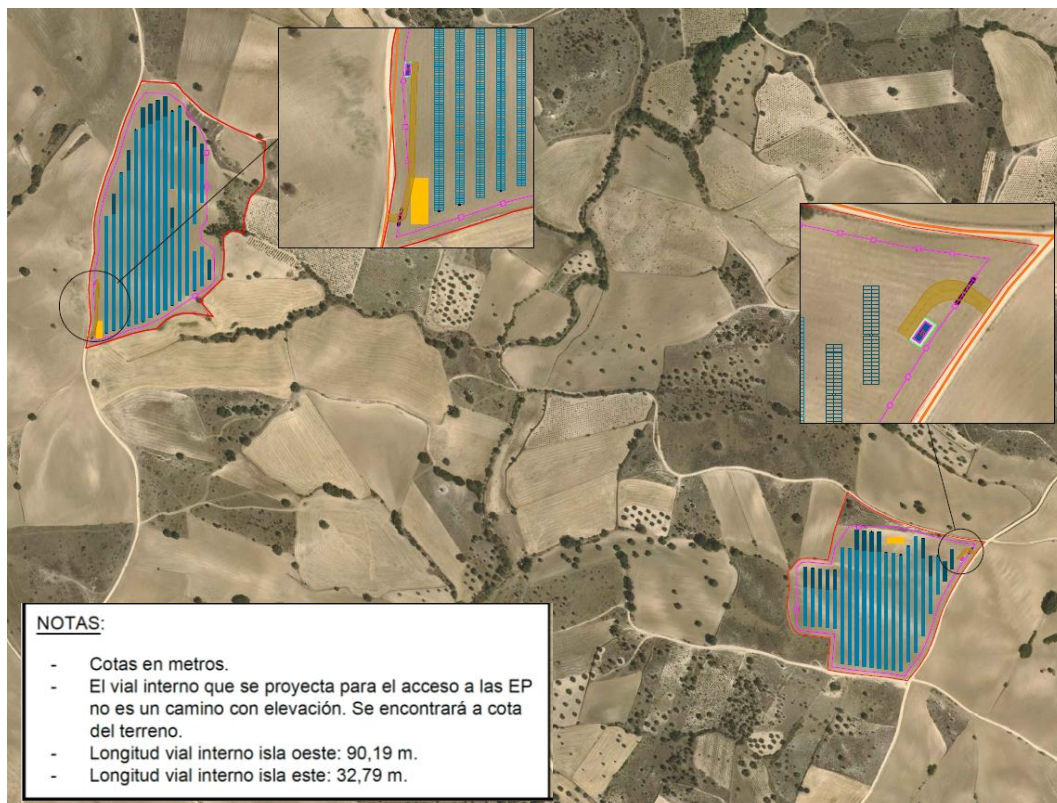 NOTAS:
- Cotas en metros.
- El vial interno que se proyecta para el acceso a las EP
no es un camino con elevación. Se encontrará a cota
del terreno.
- Longitud vial interno isla oeste: 90,19 m.
- Longitud vial interno isla este: 32,79 m.